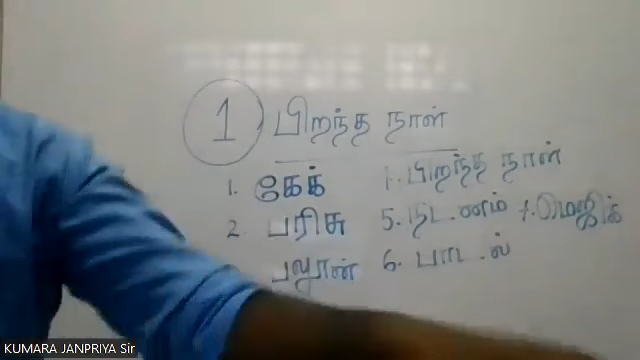 1 பிறந்த நாள்
1. கேக்
2. பரிசு
பலூன்
4. பிறந்த நாள்
5. நடனம் 7. மெஜிக்
6. பாடல்
KUMARA JANPRIYA Sir